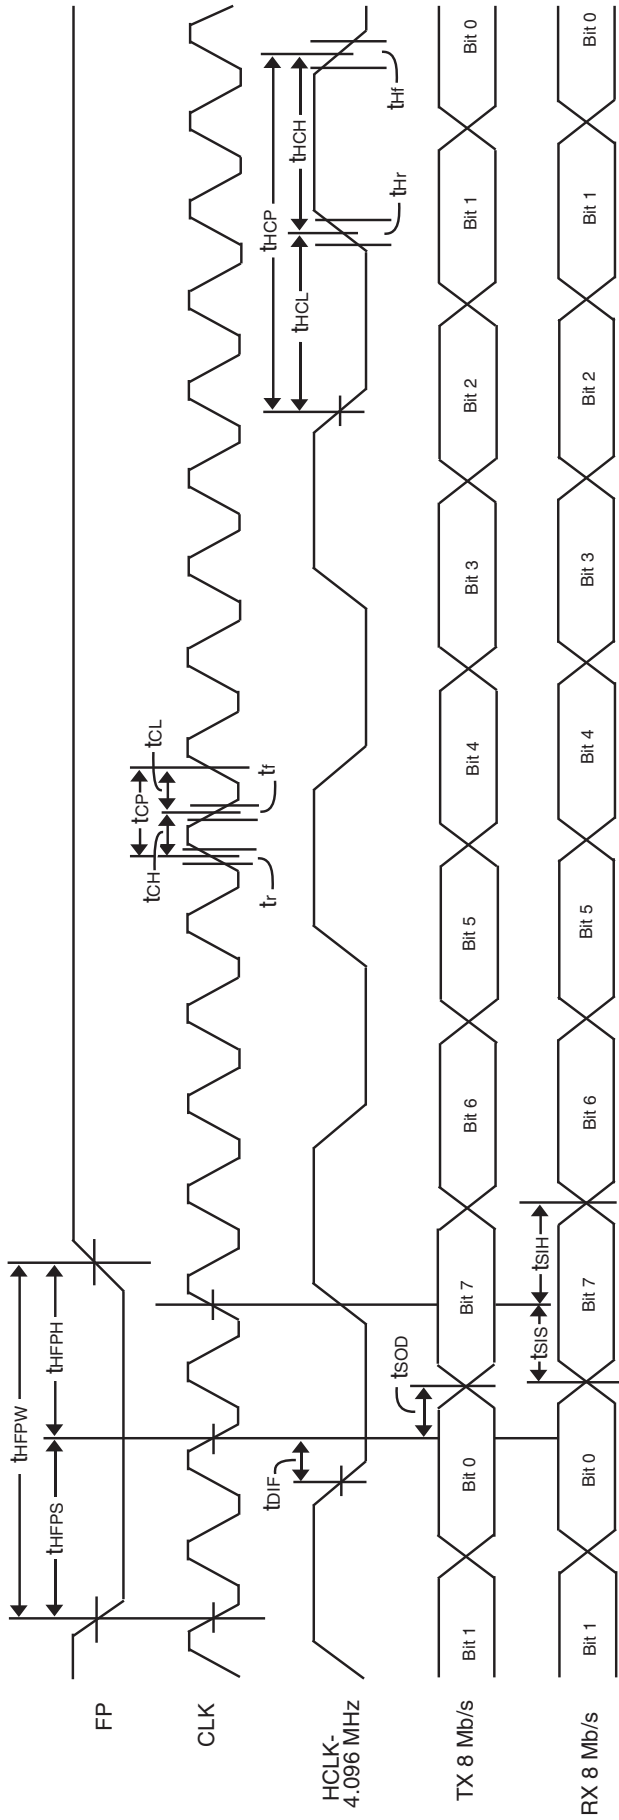 FP
tHFPW
tHFPS
tHFPH
CLK
tCP
tCH
tCL
tr
tf
HCLK-
4.096 MHz
tDIF
tHCP
tHCL
tHCH
tHr
tHf
TX 8 Mb/s
tSOD
Bit 1
Bit 0
Bit 7
Bit 6
Bit 5
Bit 4
Bit 3
Bit 2
Bit 1
Bit 0
RX 8 Mb/s
tSIS
tSIH
Bit 1
Bit 0
Bit 7
Bit 6
Bit 5
Bit 4
Bit 3
Bit 2
Bit 1
Bit 0